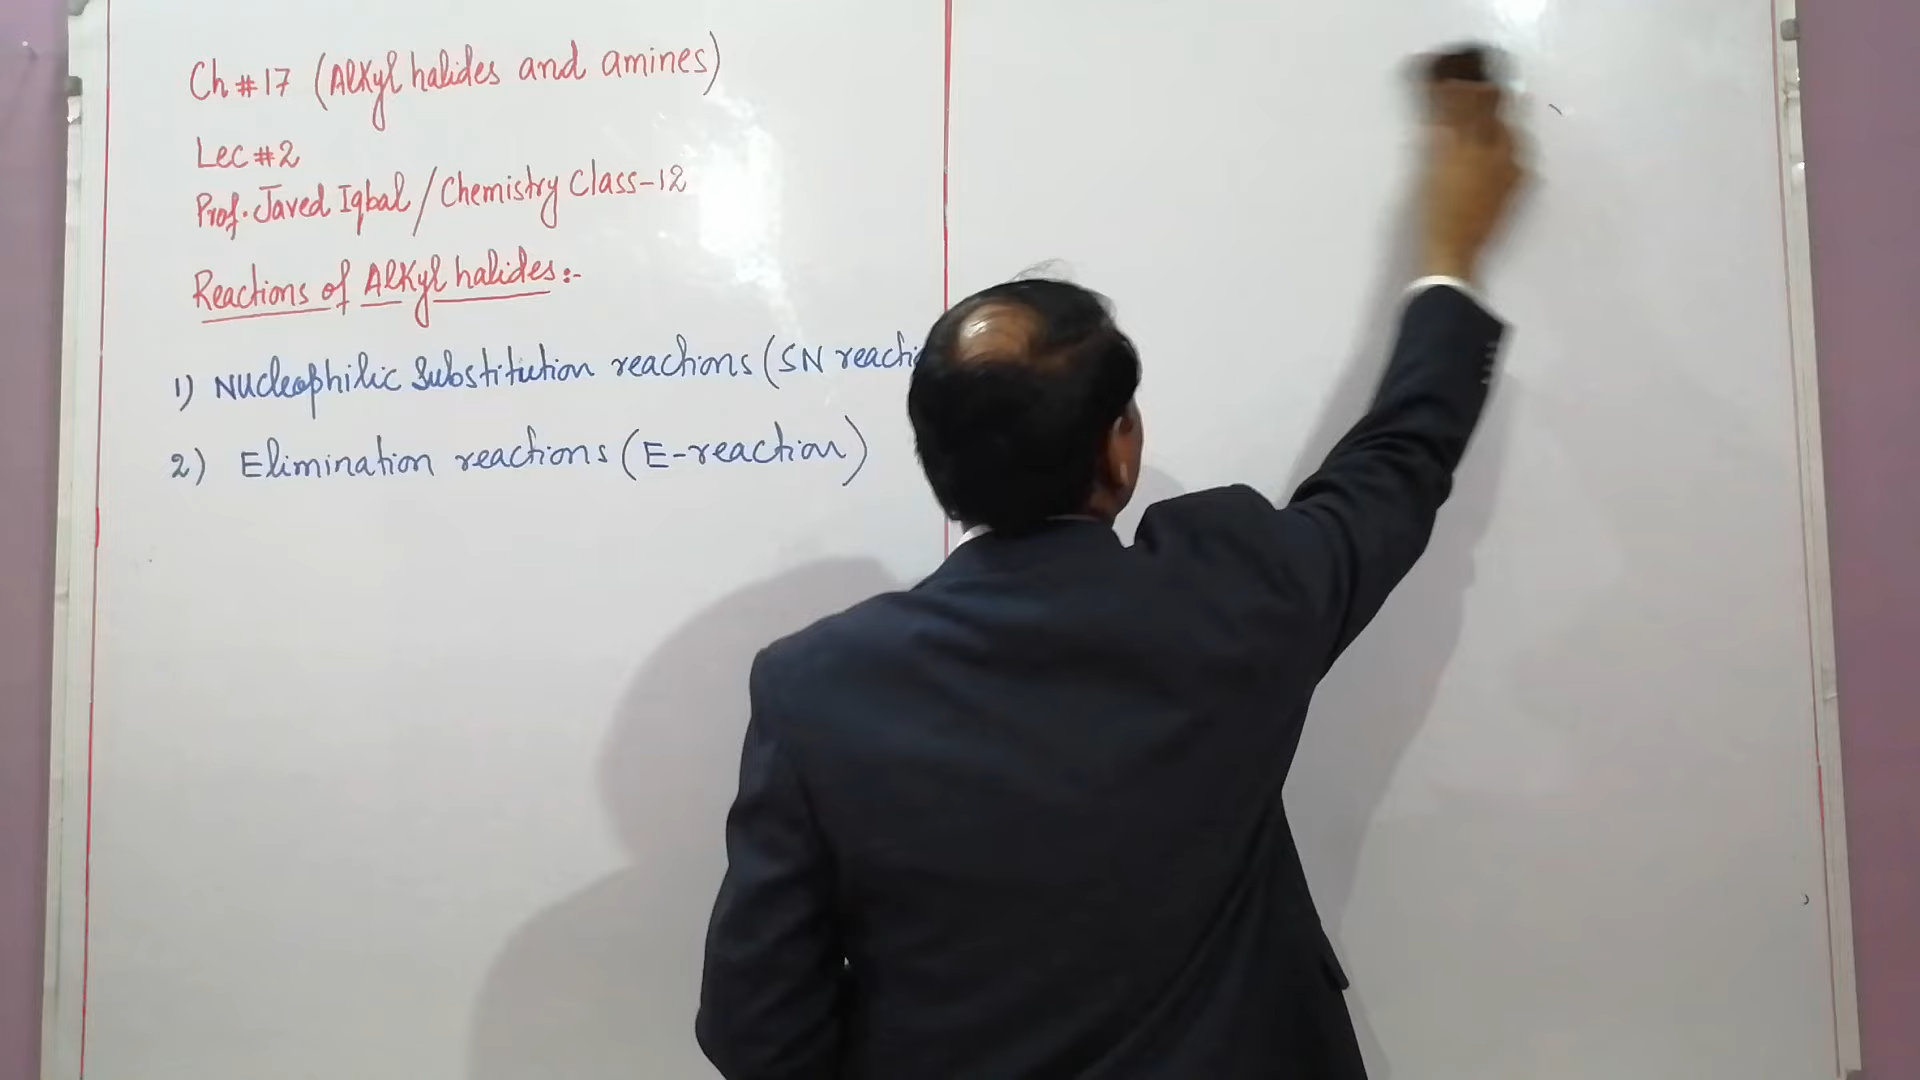 Ch #17 (Alkyl halides and amines)
Lec #2
Prof. Javed Iqbal / Chemistry Class-12
Reactions of Alkyl halides:-
1) Nucleophilic Substitution reactions (SN reactio
2) Elimination reactions (E-reaction)